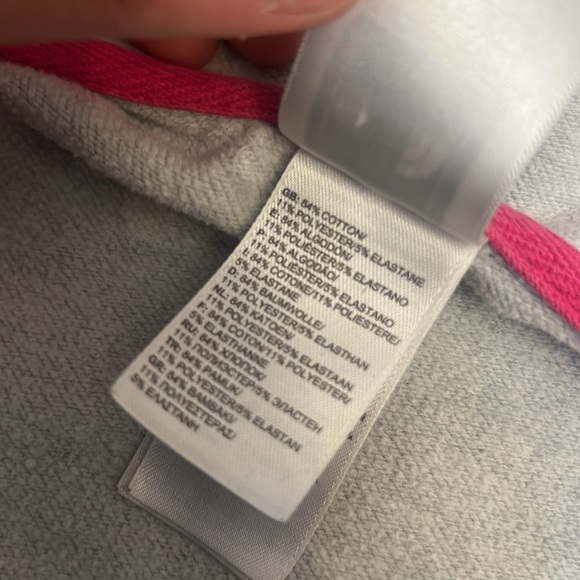 GB: 84% COTTON/
11% POLYESTER/5% ELASTANE
E: 84% ALGODÓN/
11% POLIÉSTER/5% ELASTANO
P: 84% ALGODÃO/
11% POLIÉSTER/5% ELASTANO
I: 84% COTONE/11% POLIESTERE/
5% ELASTANE
D: 84% BAUMWOLLE/
11% POLYESTER/5% ELASTHAN
NL: 84% KATOEN/
11% POLYESTER/5% ELASTAAN
F: 84% COTON/11% POLYESTER/
5% ELASTHANNE
RU: 84% ХЛОПОК/
11% ПОЛИЭСТЕР/5% ЭЛАСТЕН
TR: 84% PAMUK/
11% POLYESTER/5% ELASTAN
GR: 84% ΒΑΜΒΑΚΙ/
11% ΠΟΛΥΕΣΤΕΡΑΣ/
5% ΕΛΑΣΤΑΝΗ